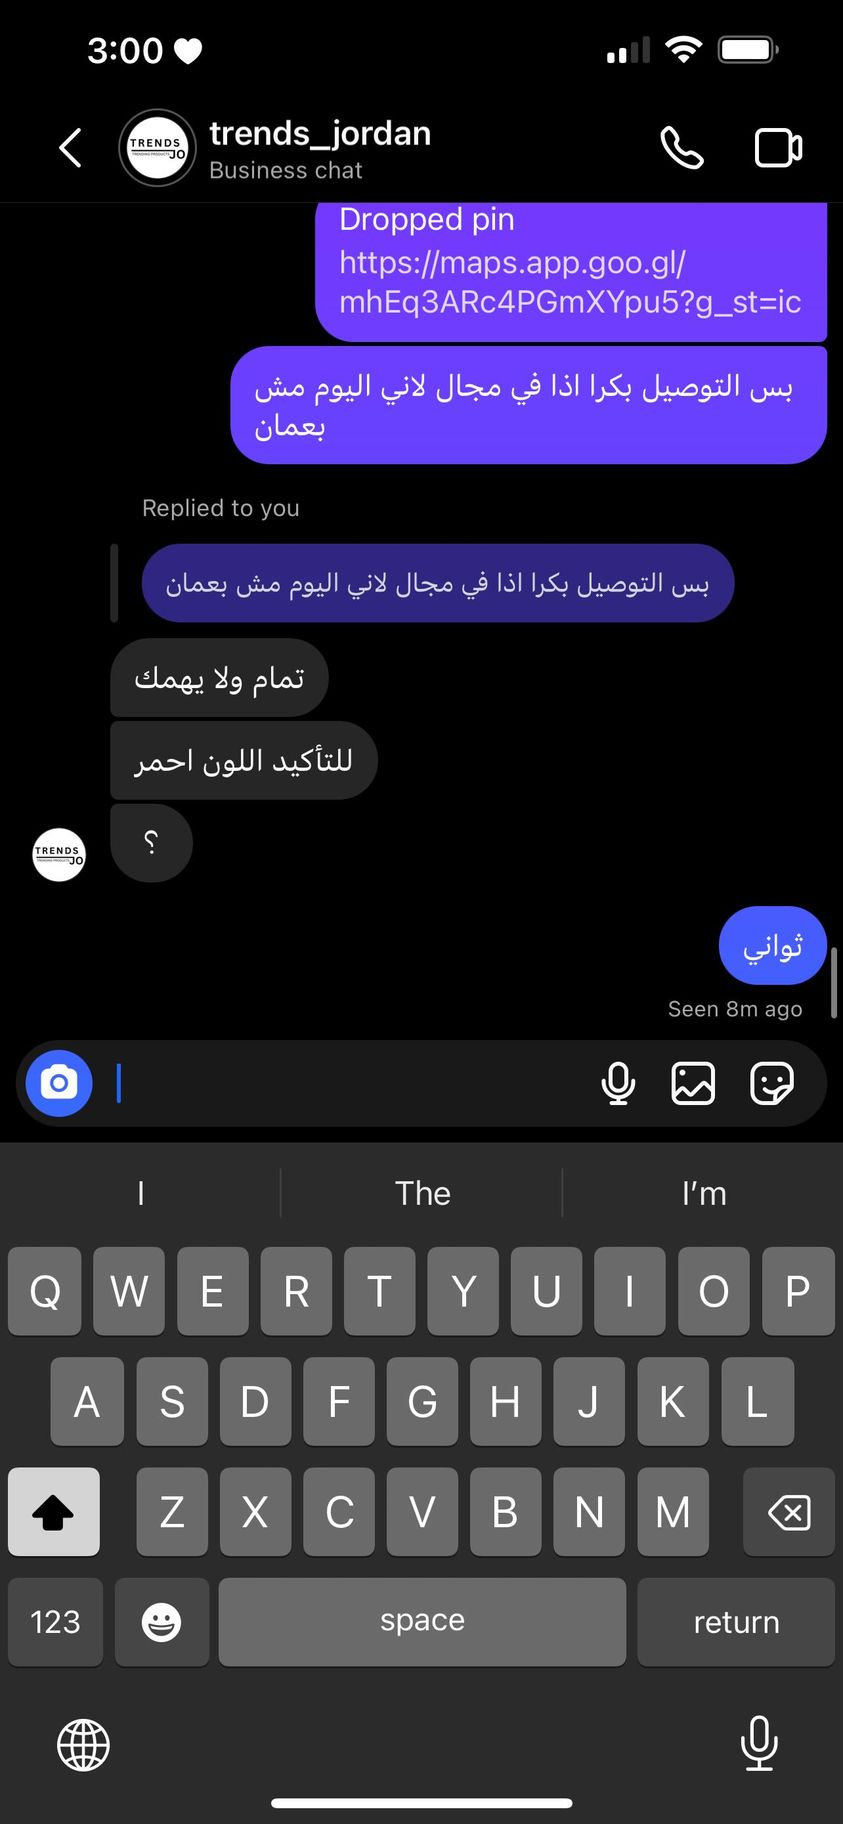 3:00
TRENDS
JO
trends_jordan
Business chat
Dropped pin
https://maps.app.goo.gl/
mhEq3ARc4PGmXYpu5?g_st=ic
بس التوصيل بكرا اذا في مجال لاني اليوم مش
بعمان
Replied to you
بس التوصيل بكرا اذا في مجال لاني اليوم مش بعمان
تمام ولا يهمك
للتأكيد اللون احمر
؟
TRENDS
JO
ثواني
Seen 8m ago
I The I'm
Q W E R T Y U I O P
A S D F G H J K L
Z X C V B N M
123 space return